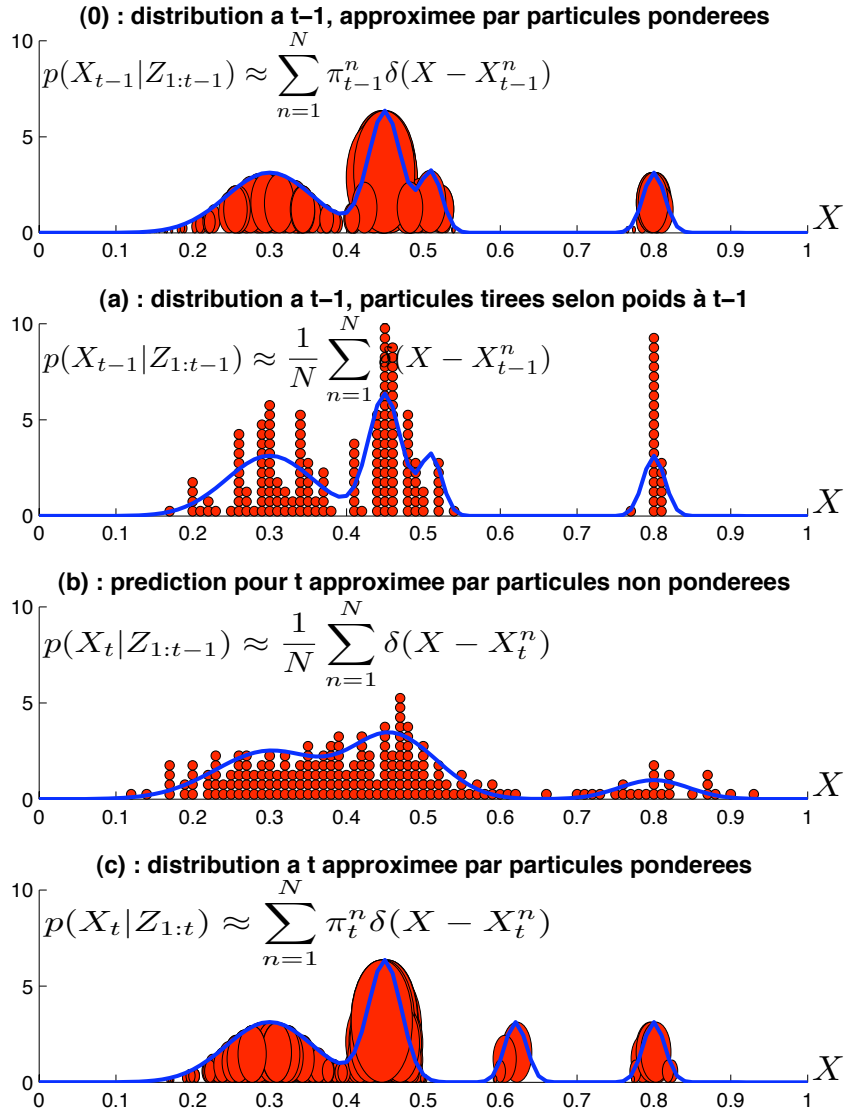 (0) : distribution a t−1, approximee par particules ponderees
p(X_{t−1}|Z_{1:t−1}) ≈ \sum_{n=1}^{N} π^n_{t−1} δ(X − X^n_{t−1})
10
5
0
0 0.1 0.2 0.3 0.4 0.5 0.6 0.7 0.8 0.9 1 X
(a) : distribution a t−1, particules tirees selon poids à t−1
p(X_{t−1}|Z_{1:t−1}) ≈ \frac{1}{N} \sum_{n=1}^{N} δ(X − X^n_{t−1})
10
5
0
0 0.1 0.2 0.3 0.4 0.5 0.6 0.7 0.8 0.9 1 X
(b) : prediction pour t approximee par particules non ponderees
p(X_t|Z_{1:t−1}) ≈ \frac{1}{N} \sum_{n=1}^{N} δ(X − X^n_t)
10
5
0
0 0.1 0.2 0.3 0.4 0.5 0.6 0.7 0.8 0.9 1 X
(c) : distribution a t approximee par particules ponderees
p(X_t|Z_{1:t}) ≈ \sum_{n=1}^{N} π^n_t δ(X − X^n_t)
10
5
0
0 0.1 0.2 0.3 0.4 0.5 0.6 0.7 0.8 0.9 1 X